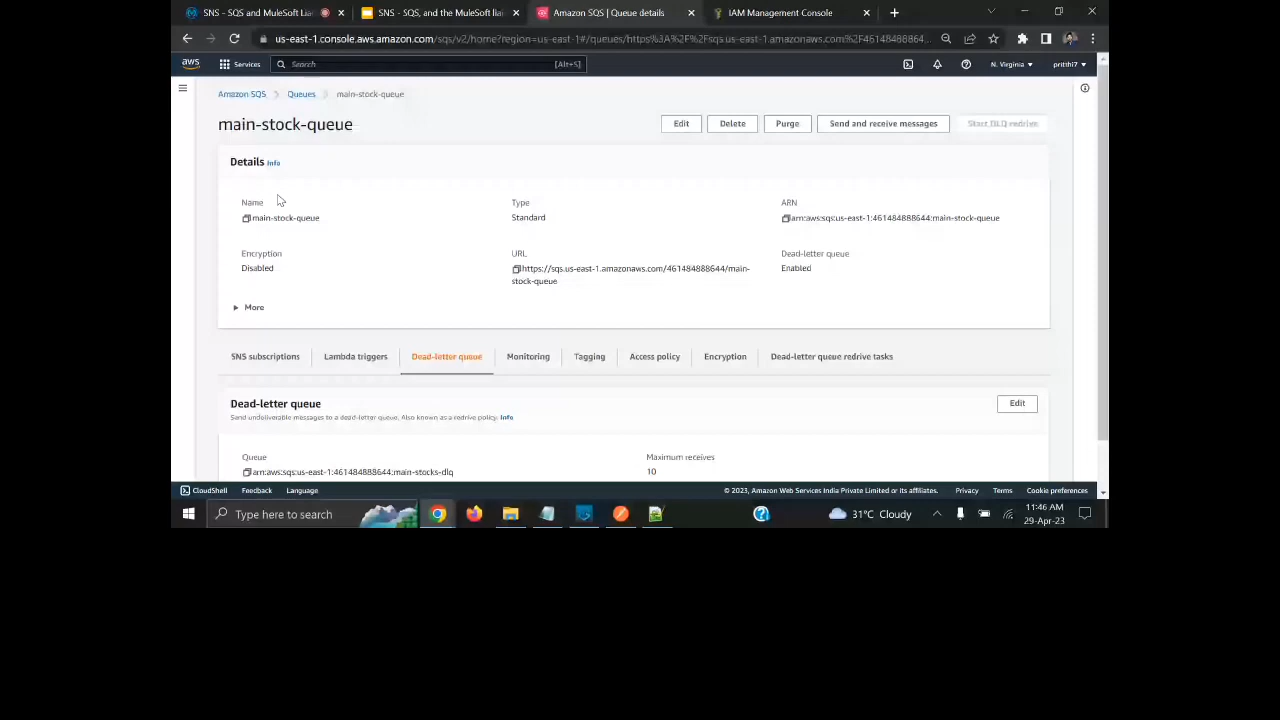 SNS - SQS and MuleSoft
SNS - SQS, and the MuleSoft lia
Amazon SQS | Queue details
IAM Management Console
us-east-1.console.aws.amazon.com/sqs/v2/home?region=us-east-1#/queues/https%3A%2F%2Fsqs.us-east-1.amazonaws.com%2F46148488864
aws
Services
Search
[Alt+S]
N. Virginia
prithi7
Amazon SQS
Queues
main-stock-queue
main-stock-queue
Edit
Delete
Purge
Send and receive messages
Start DLQ redrive
Details Info
Name
Type
ARN
main-stock-queue
Standard
arn:aws:sqs:us-east-1:461484888644:main-stock-queue
Encryption
URL
Dead-letter queue
Disabled
https://sqs.us-east-1.amazonaws.com/461484888644/main-
stock-queue
Enabled
More
SNS subscriptions
Lambda triggers
Dead-letter queue
Monitoring
Tagging
Access policy
Encryption
Dead-letter queue redrive tasks
Dead-letter queue
Edit
Send undeliverable messages to a dead-letter queue. Also known as a redrive policy. Info
Queue
Maximum receives
arn:aws:sqs:us-east-1:461484888644:main-stocks-dlq
10
CloudShell
Feedback
Language
© 2023, Amazon Web Services India Private Limited or its affiliates.
Privacy
Terms
Cookie preferences
Type here to search
31°C Cloudy
11:46 AM
29-Apr-23